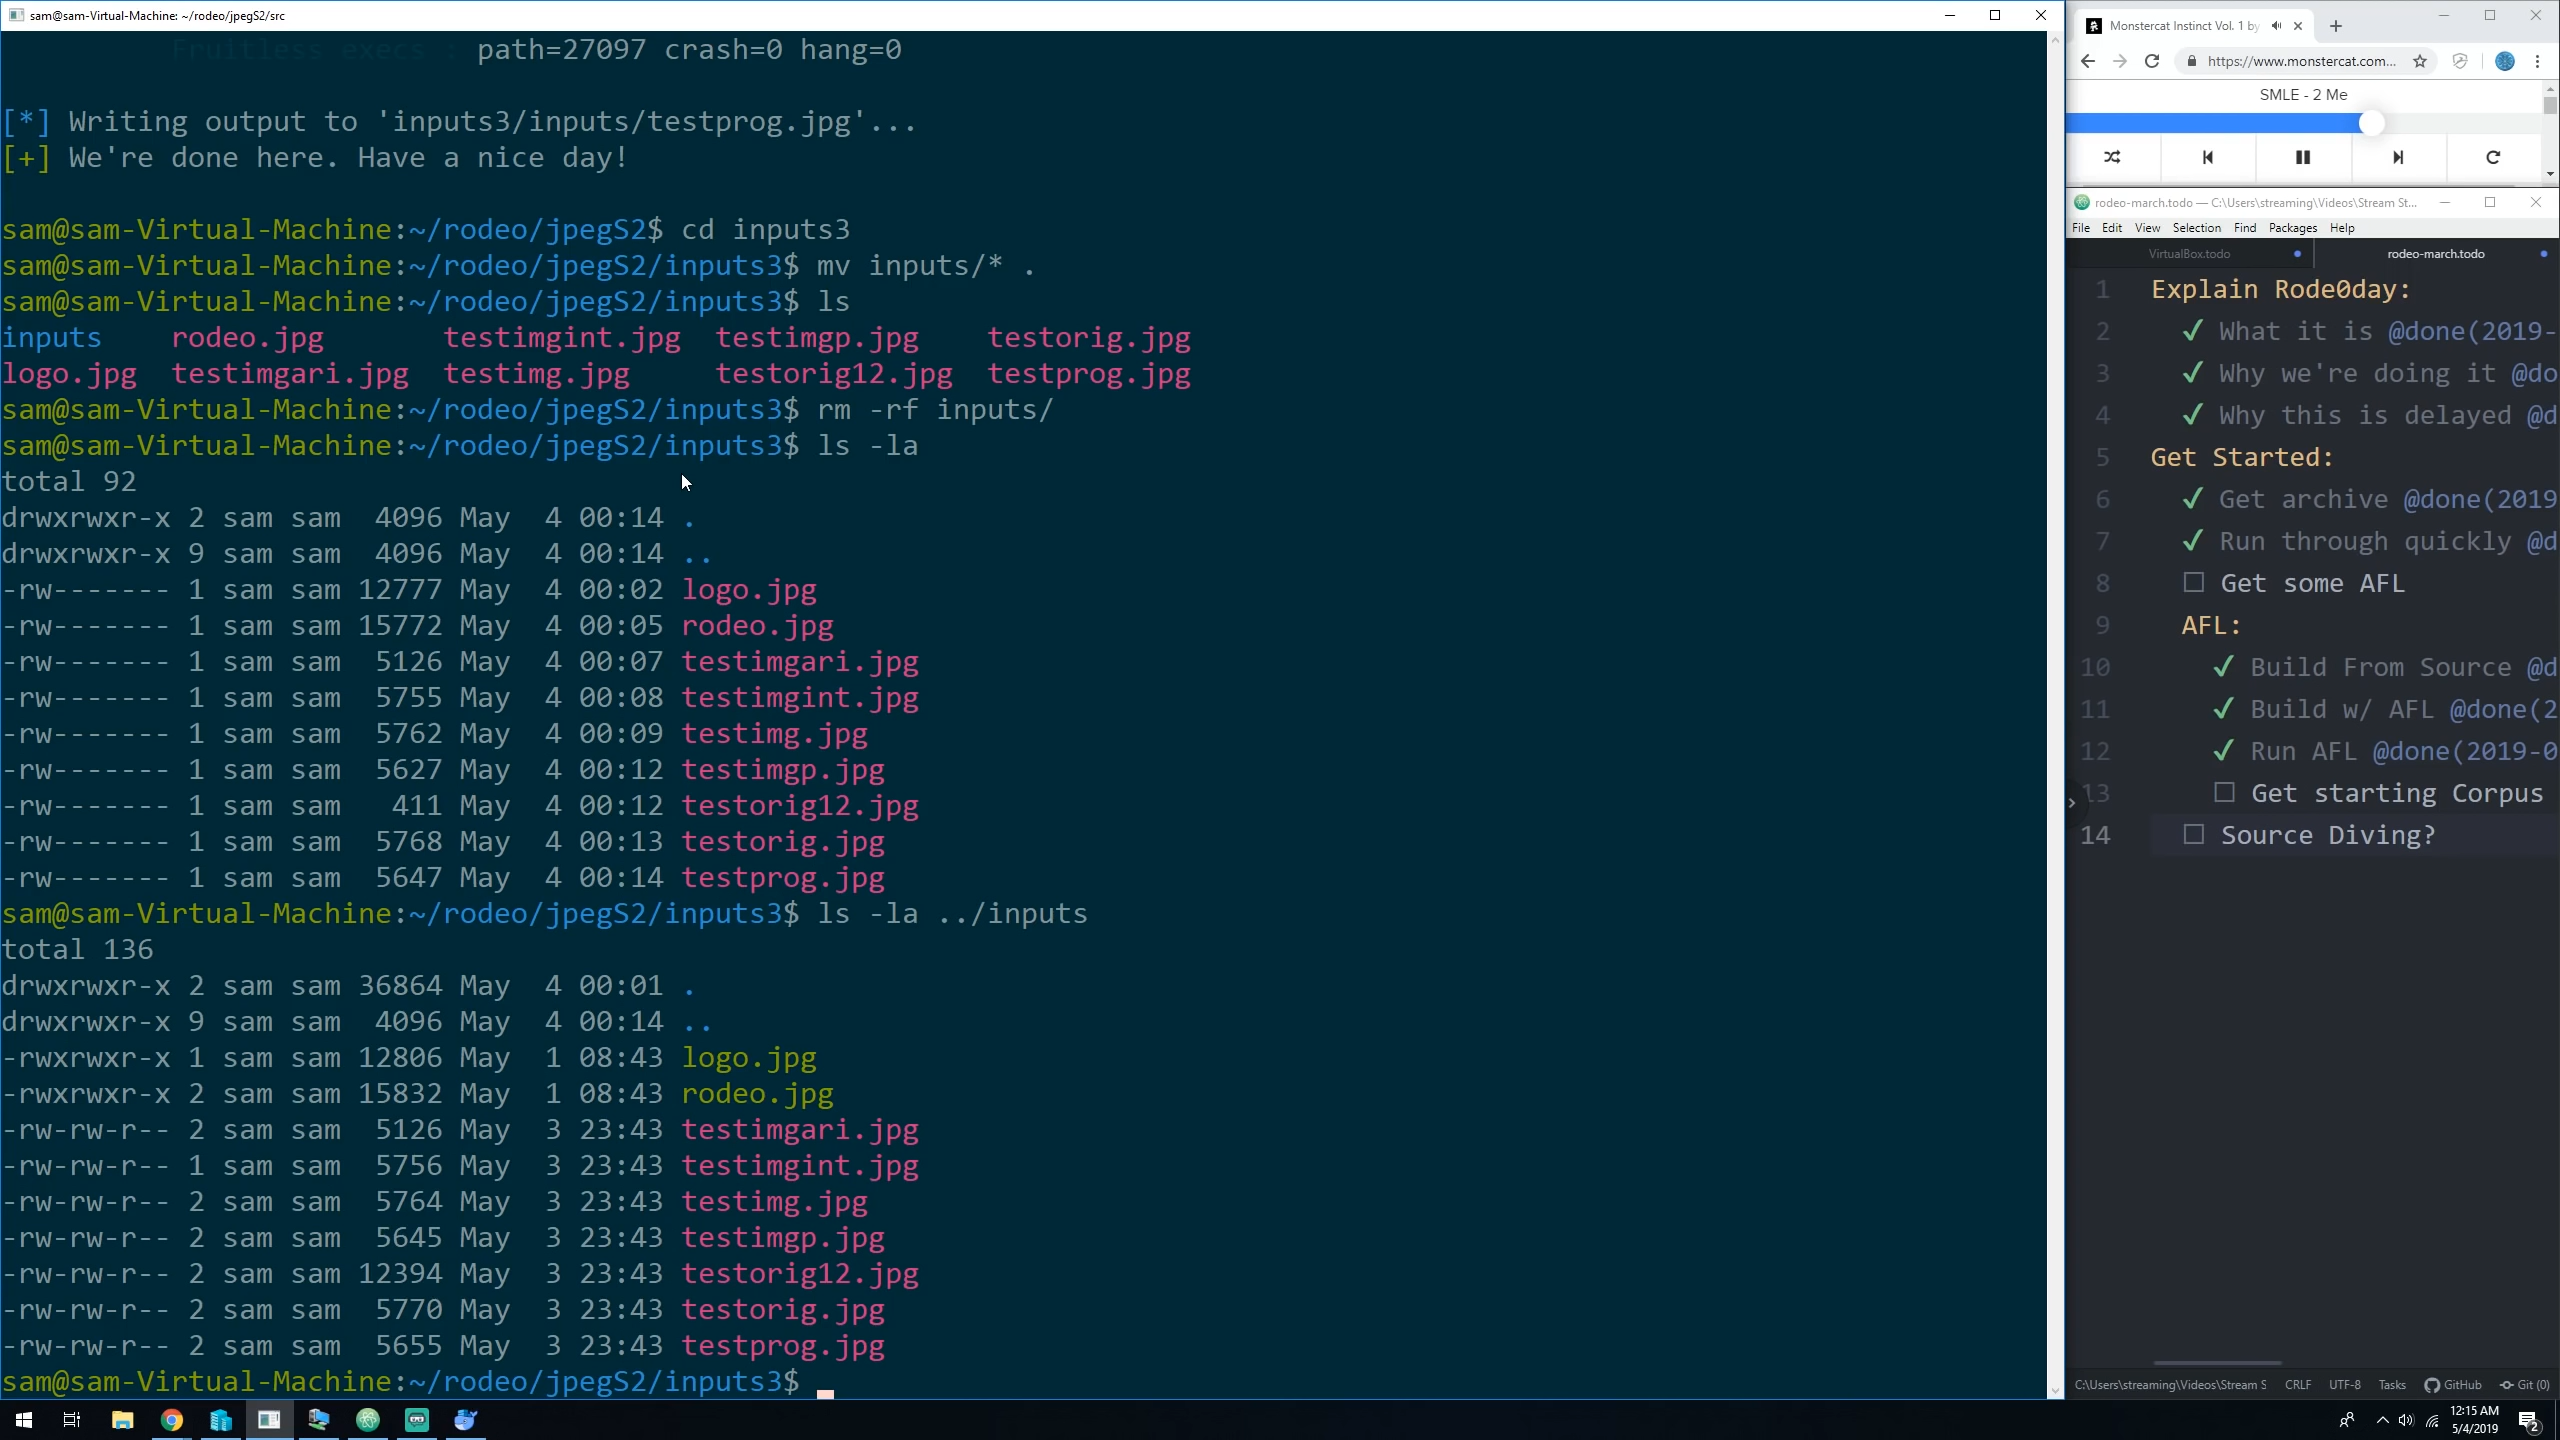 sam@sam-Virtual-Machine: ~/rodeo/jpegS2/src
Fruitless execs : path=27097 crash=0 hang=0
[*] Writing output to 'inputs3/inputs/testprog.jpg'...
[+] We're done here. Have a nice day!
sam@sam-Virtual-Machine:~/rodeo/jpegS2$ cd inputs3
sam@sam-Virtual-Machine:~/rodeo/jpegS2/inputs3$ mv inputs/* .
sam@sam-Virtual-Machine:~/rodeo/jpegS2/inputs3$ ls
inputs rodeo.jpg testimgint.jpg testimgp.jpg testorig.jpg
logo.jpg testimgari.jpg testimg.jpg testorig12.jpg testprog.jpg
sam@sam-Virtual-Machine:~/rodeo/jpegS2/inputs3$ rm -rf inputs/
sam@sam-Virtual-Machine:~/rodeo/jpegS2/inputs3$ ls -la
total 92
drwxrwxr-x 2 sam sam 4096 May 4 00:14 .
drwxrwxr-x 9 sam sam 4096 May 4 00:14 ..
-rw------- 1 sam sam 12777 May 4 00:02 logo.jpg
-rw------- 1 sam sam 15772 May 4 00:05 rodeo.jpg
-rw------- 1 sam sam 5126 May 4 00:07 testimgari.jpg
-rw------- 1 sam sam 5755 May 4 00:08 testimgint.jpg
-rw------- 1 sam sam 5762 May 4 00:09 testimg.jpg
-rw------- 1 sam sam 5627 May 4 00:12 testimgp.jpg
-rw------- 1 sam sam 411 May 4 00:12 testorig12.jpg
-rw------- 1 sam sam 5768 May 4 00:13 testorig.jpg
-rw------- 1 sam sam 5647 May 4 00:14 testprog.jpg
sam@sam-Virtual-Machine:~/rodeo/jpegS2/inputs3$ ls -la ../inputs
total 136
drwxrwxr-x 2 sam sam 36864 May 4 00:01 .
drwxrwxr-x 9 sam sam 4096 May 4 00:14 ..
-rwxrwxr-x 1 sam sam 12806 May 1 08:43 logo.jpg
-rwxrwxr-x 2 sam sam 15832 May 1 08:43 rodeo.jpg
-rw-rw-r-- 2 sam sam 5126 May 3 23:43 testimgari.jpg
-rw-rw-r-- 1 sam sam 5756 May 3 23:43 testimgint.jpg
-rw-rw-r-- 2 sam sam 5764 May 3 23:43 testimg.jpg
-rw-rw-r-- 2 sam sam 5645 May 3 23:43 testimgp.jpg
-rw-rw-r-- 2 sam sam 12394 May 3 23:43 testorig12.jpg
-rw-rw-r-- 2 sam sam 5770 May 3 23:43 testorig.jpg
-rw-rw-r-- 2 sam sam 5655 May 3 23:43 testprog.jpg
sam@sam-Virtual-Machine:~/rodeo/jpegS2/inputs3$
Monstercat Instinct Vol. 1 by
https://www.monstercat.com...
SMLE - 2 Me
rodeo-march.todo — C:\Users\streaming\Videos\Stream St...
File Edit View Selection Find Packages Help
VirtualBox.todo rodeo-march.todo
1 Explain Rode0day:
2 ✓ What it is @done(2019-
3 ✓ Why we're doing it @do
4 ✓ Why this is delayed @d
5 Get Started:
6 ✓ Get archive @done(2019
7 ✓ Run through quickly @d
8 ☐ Get some AFL
9 AFL:
10 ✓ Build From Source @d
11 ✓ Build w/ AFL @done(2
12 ✓ Run AFL @done(2019-0
13 ☐ Get starting Corpus
14 ☐ Source Diving?
C:\Users\streaming\Videos\Stream S CRLF UTF-8 Tasks GitHub Git (0)
12:15 AM
5/4/2019
2